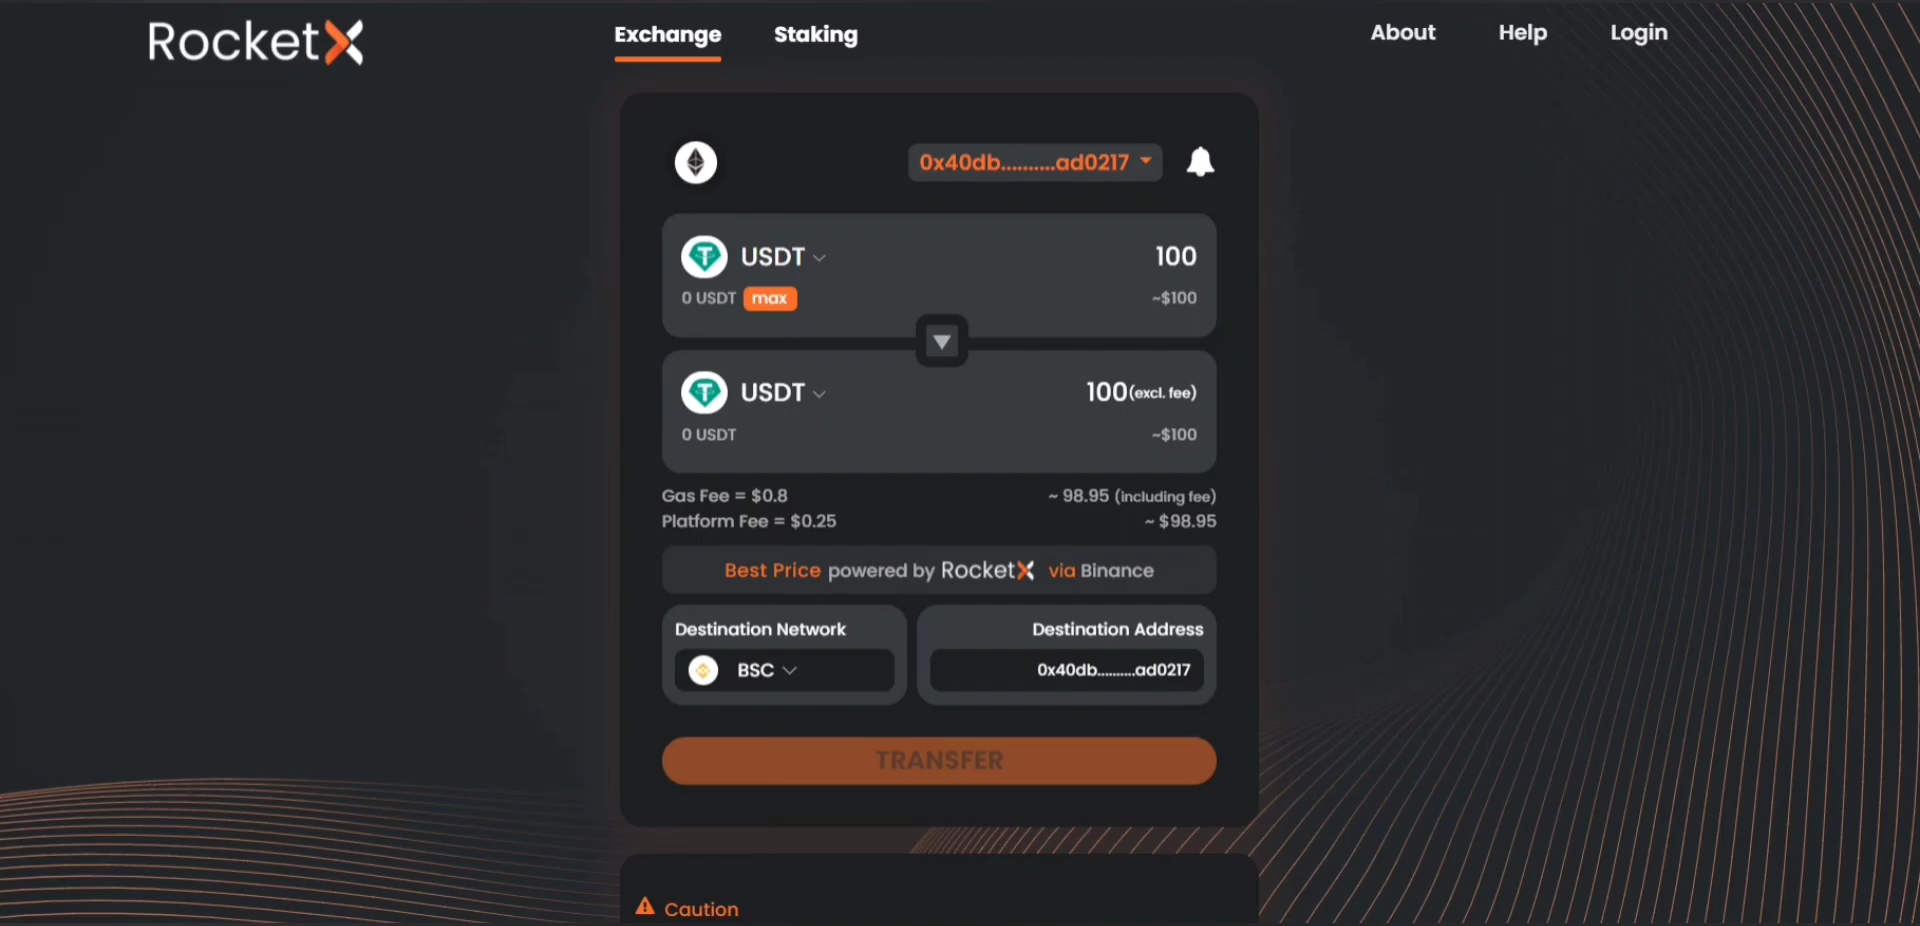 RocketX
Exchange Staking
About Help Login
0x40db..........ad0217
USDT 100
0 USDT max ~$100
USDT 100(excl. fee)
0 USDT ~$100
Gas Fee = $0.8 ~ 98.95 (including fee)
Platform Fee = $0.25 ~ $98.95
Best Price powered by RocketX via Binance
Destination Network Destination Address
BSC 0x40db..........ad0217
TRANSFER
Caution